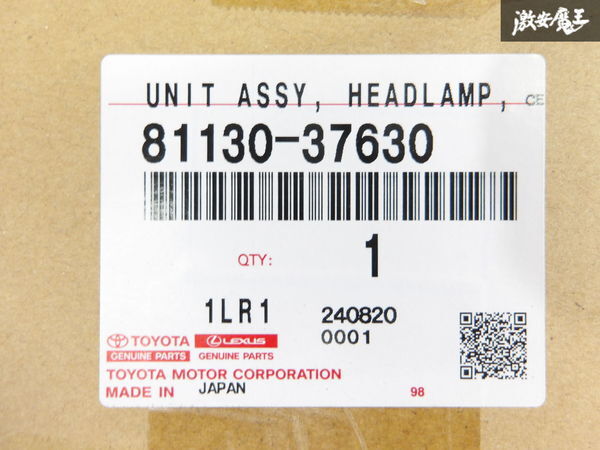 激安魔王
UNIT ASSY, HEADLAMP, CE
81130-37630
QTY: 1
1LR1 240820
0001
TOYOTA LEXUS
GENUINE PARTS GENUINE PARTS
TOYOTA MOTOR CORPORATION
MADE IN JAPAN 98